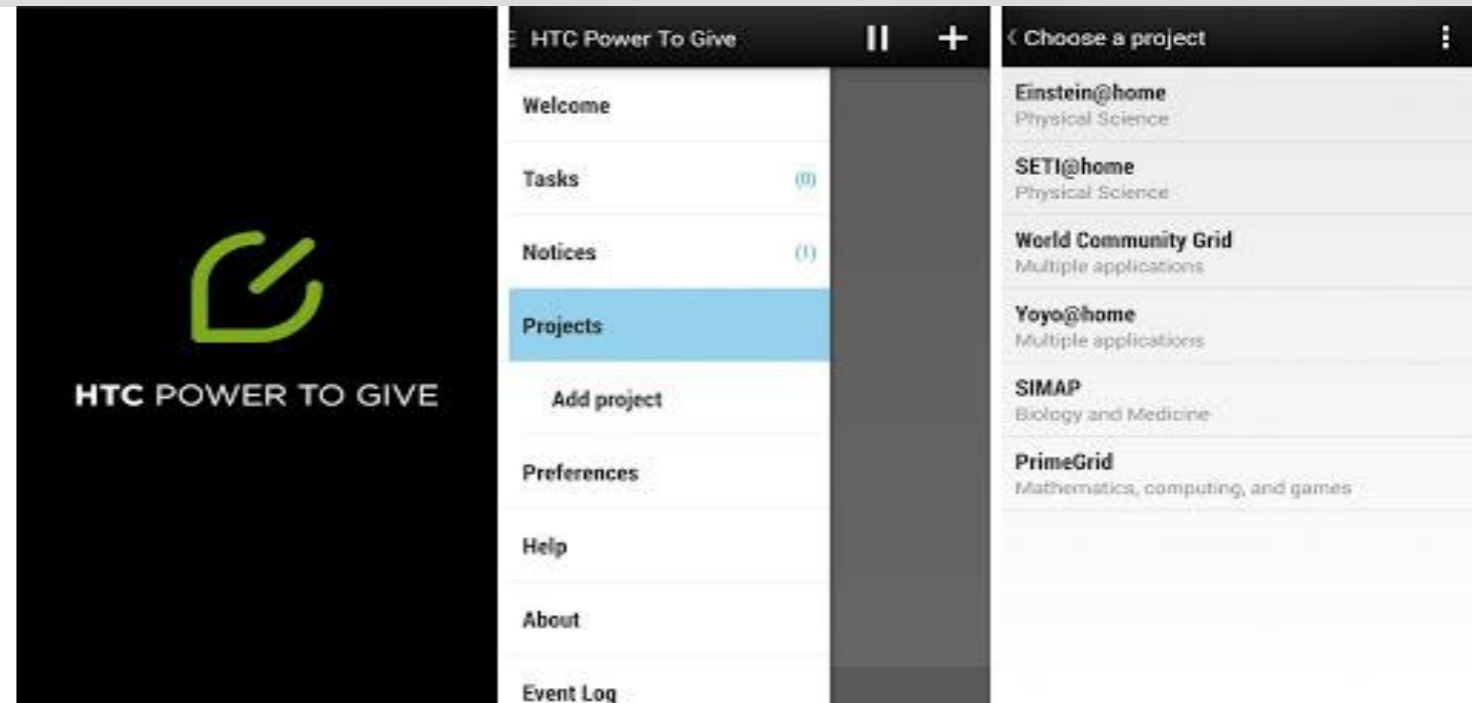 HTC POWER TO GIVE
HTC Power To Give
Welcome
Tasks (0)
Notices (1)
Projects
Add project
Preferences
Help
About
Event Log
Choose a project
Einstein@home
Physical Science
SETI@home
Physical Science
World Community Grid
Multiple applications
Yoyo@home
Multiple applications
SIMAP
Biology and Medicine
PrimeGrid
Mathematics, computing, and games